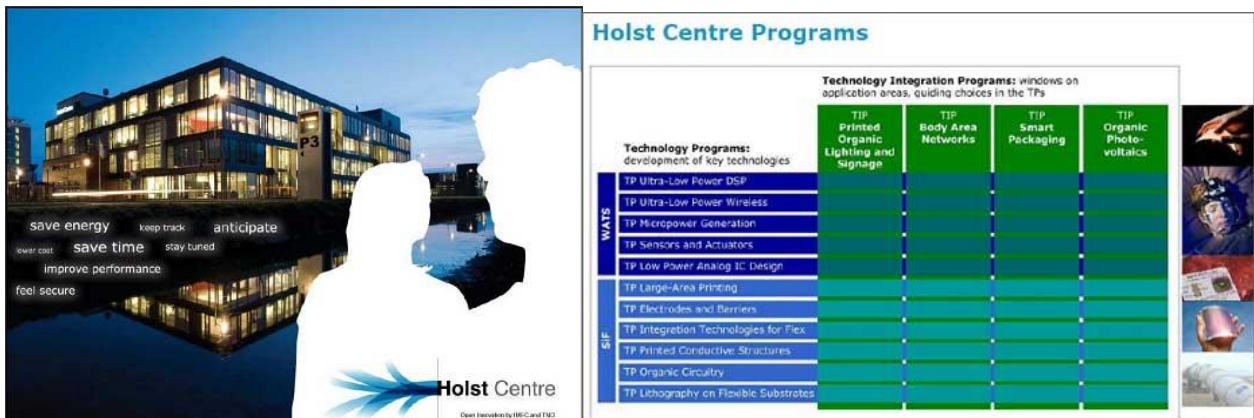 P3
save energy
keep track
anticipate
lower cost
save time
stay tuned
improve performance
feel secure
Holst Centre
Open Innovation by IMEC and TNO
Holst Centre Programs
Technology Integration Programs: windows on
application areas, guiding choices in the TPs
Technology Programs:
development of key technologies
TIP
Printed
Organic
Lighting and
Signage
TIP
Body Area
Networks
TIP
Smart
Packaging
TIP
Organic
Photo-
voltaics
WATS
TP Ultra-Low Power DSP
TP Ultra-Low Power Wireless
TP Micropower Generation
TP Sensors and Actuators
TP Low Power Analog IC Design
SiF
TP Large-Area Printing
TP Electrodes and Barriers
TP Integration Technologies for Flex
TP Printed Conductive Structures
TP Organic Circuitry
TP Lithography on Flexible Substrates